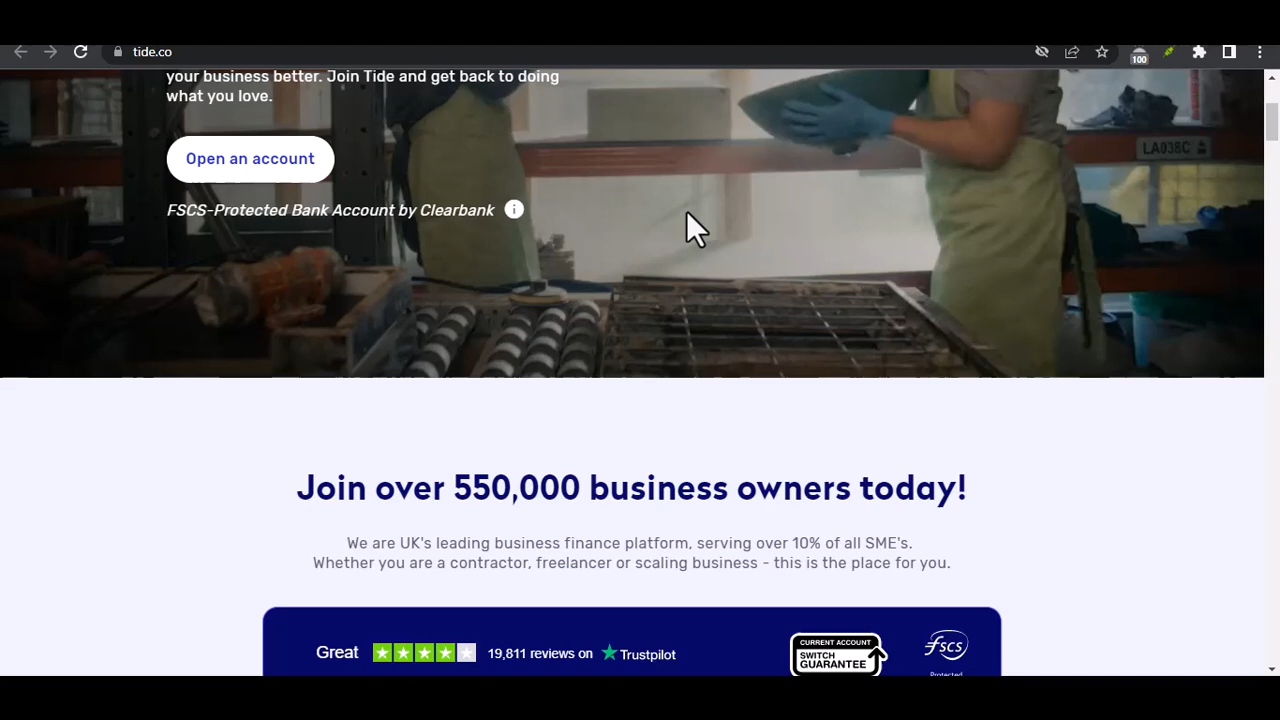 tide.co
100
your business better. Join Tide and get back to doing
what you love.
LA038C
Open an account
FSCS-Protected Bank Account by Clearbank i
Join over 550,000 business owners today!
We are UK's leading business finance platform, serving over 10% of all SME's.
Whether you are a contractor, freelancer or scaling business - this is the place for you.
Great 19,811 reviews on Trustpilot
CURRENT ACCOUNT
SWITCH
GUARANTEE
fscs
Protected